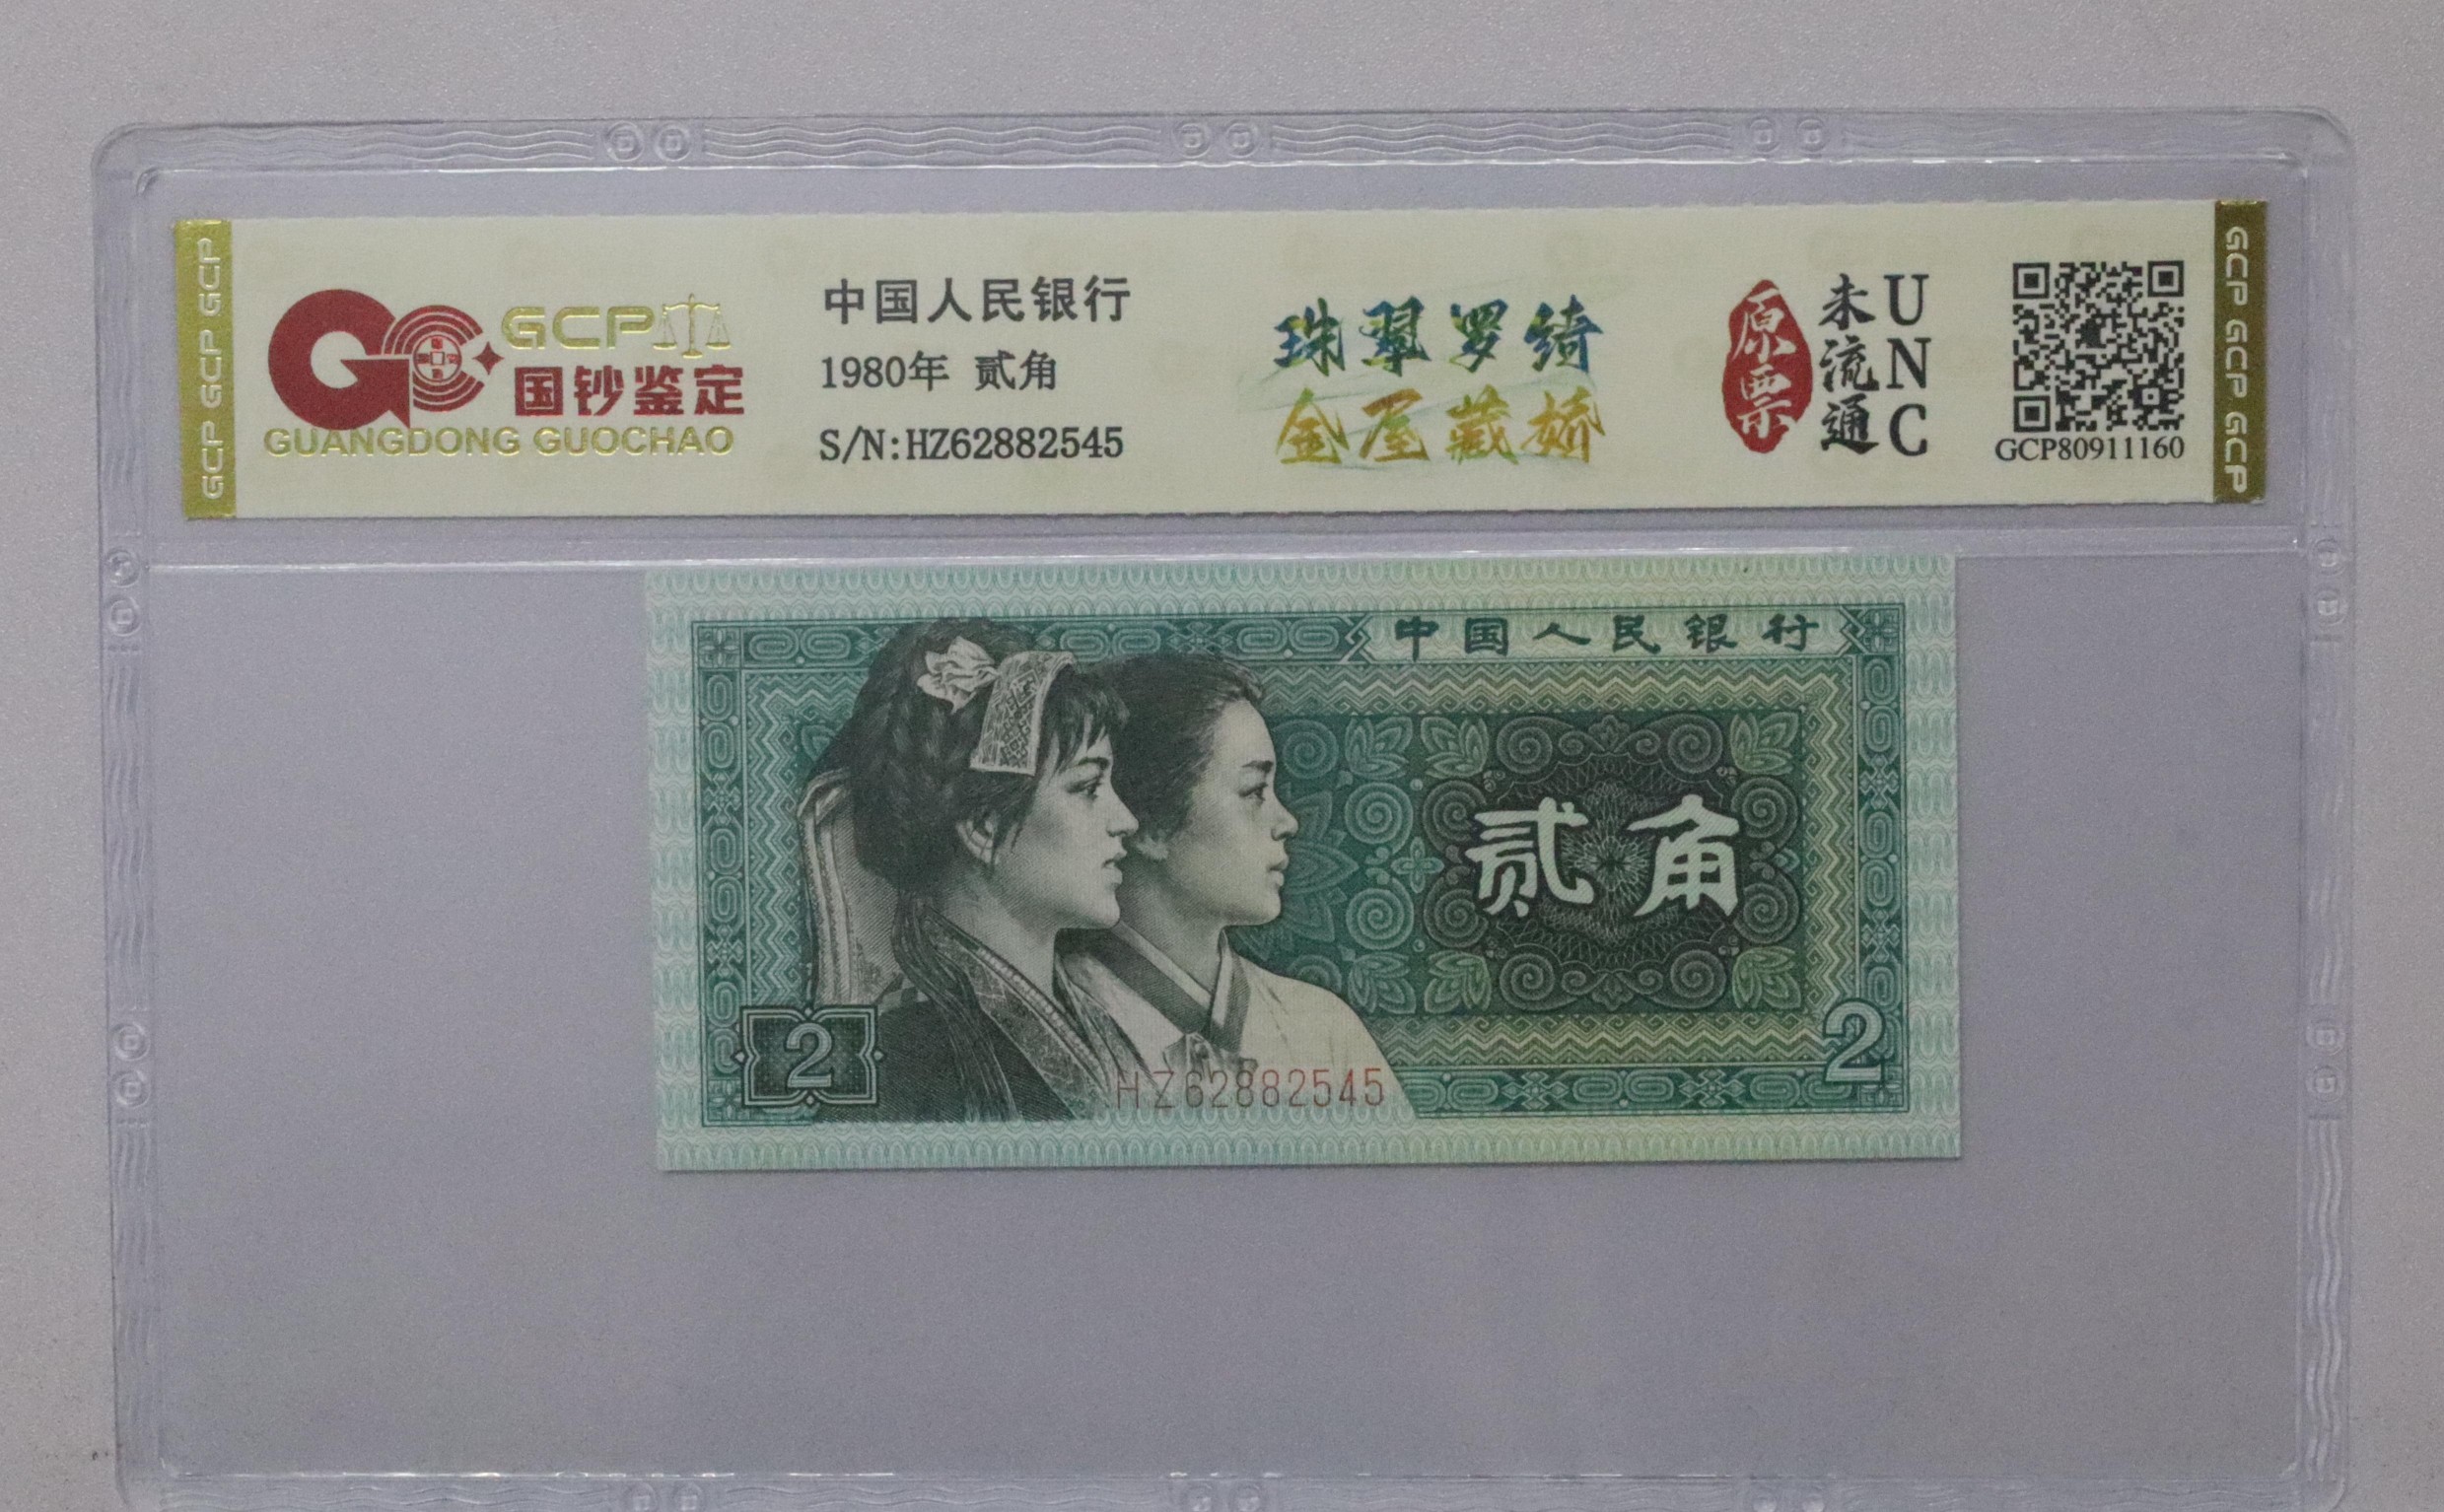 GCP GCP GCP
GCP
国钞鉴定
GUANGDONG GUOCHAO
中国人民银行
1980年 贰角
S/N:HZ62882545
珠翠罗绮
金屋藏娇
原票
未流通
UNC
GCP80911160
GCP GCP GCP
中国人民银行
贰角
2
2
HZ62882545